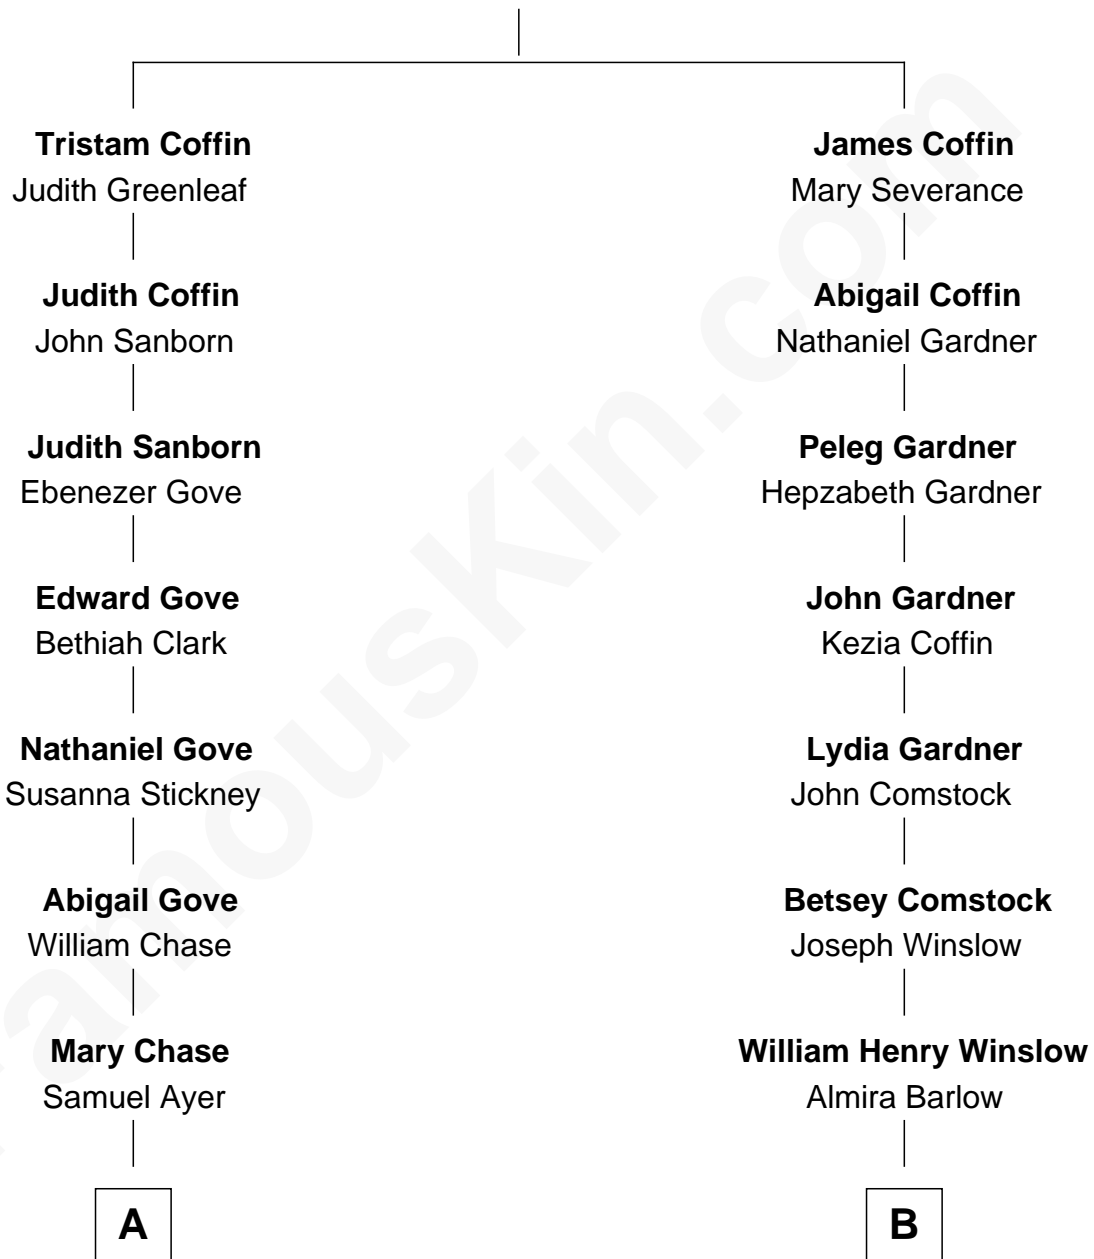 Tristam Coffin
Judith Greenleaf
Judith Coffin
John Sanborn
Judith Sanborn
Ebenezer Gove
Edward Gove
Bethiah Clark
Nathaniel Gove
Susanna Stickney
Abigail Gove
William Chase
Mary Chase
Samuel Ayer
A
James Coffin
Mary Severance
Abigail Coffin
Nathaniel Gardner
Peleg Gardner
Hepzabeth Gardner
John Gardner
Kezia Coffin
Lydia Gardner
John Comstock
Betsey Comstock
Joseph Winslow
William Henry Winslow
Almira Barlow
B
FamousKin.com